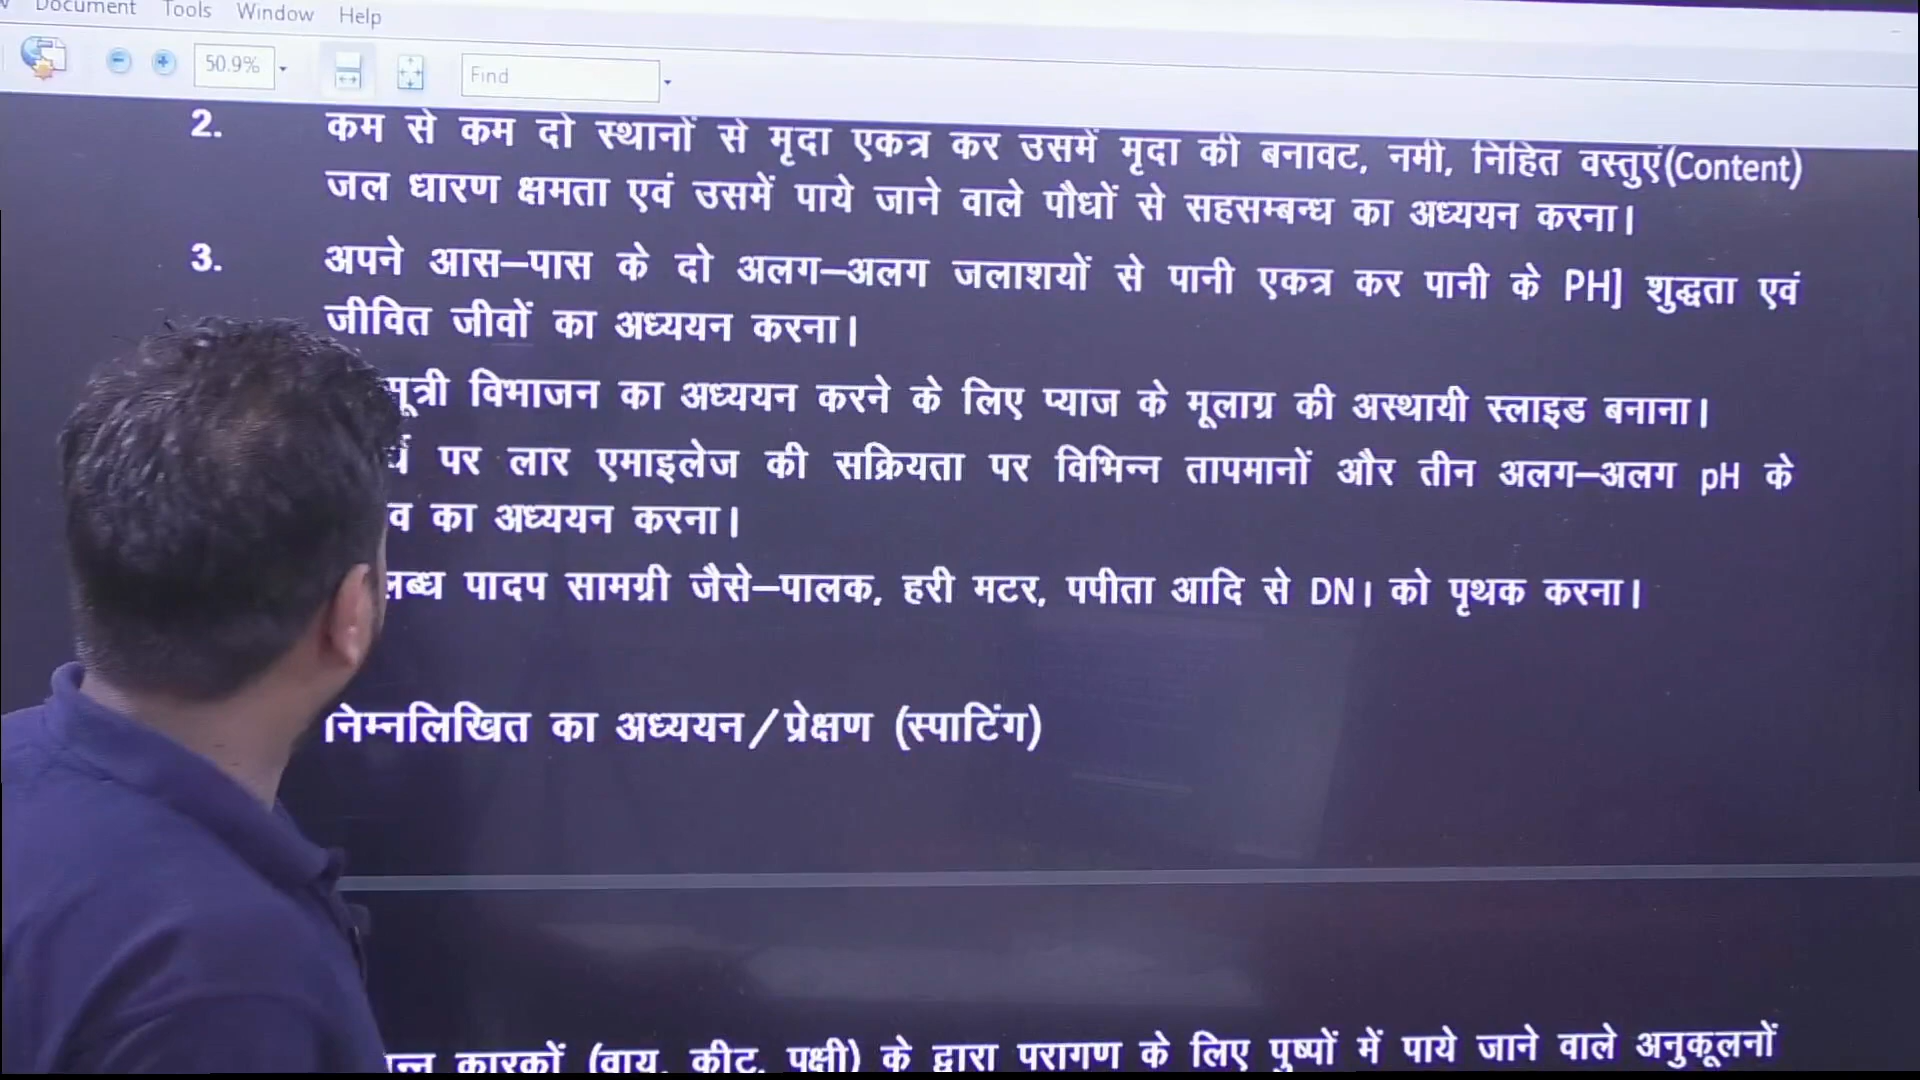 Document Tools Window Help
50.9% Find
2. कम से कम दो स्थानों से मृदा एकत्र कर उसमें मृदा की बनावट, नमी, निहित वस्तुएं(Content)
जल धारण क्षमता एवं उसमें पाये जाने वाले पौधों से सहसम्बन्ध का अध्ययन करना।
3. अपने आस–पास के दो अलग–अलग जलाशयों से पानी एकत्र कर पानी के PH] शुद्धता एवं
जीवित जीवों का अध्ययन करना।
विभाजन का अध्ययन करने के लिए प्याज के मूलाग्र की अस्थायी स्लाइड बनाना।
पर लार एमाइलेज की सक्रियता पर विभिन्न तापमानों और तीन अलग–अलग pH के
का अध्ययन करना।
पादप सामग्री जैसे–पालक, हरी मटर, पपीता आदि से DN। को पृथक करना।
निम्नलिखित का अध्ययन/प्रेक्षण (स्पाटिंग)
कारकों (वायु, कीट, पक्षी) के द्वारा परागण के लिए पुष्पों में पाये जाने वाले अनुकूलनों